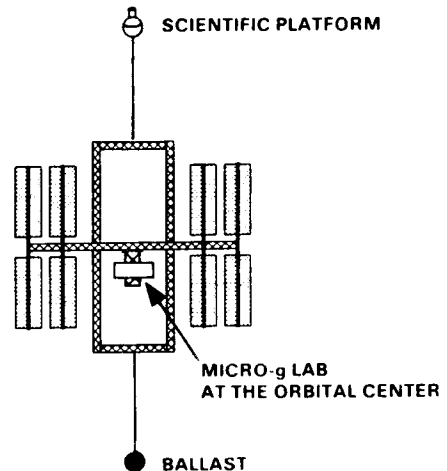 SCIENTIFIC PLATFORM
MICRO-g LAB
AT THE ORBITAL CENTER
BALLAST